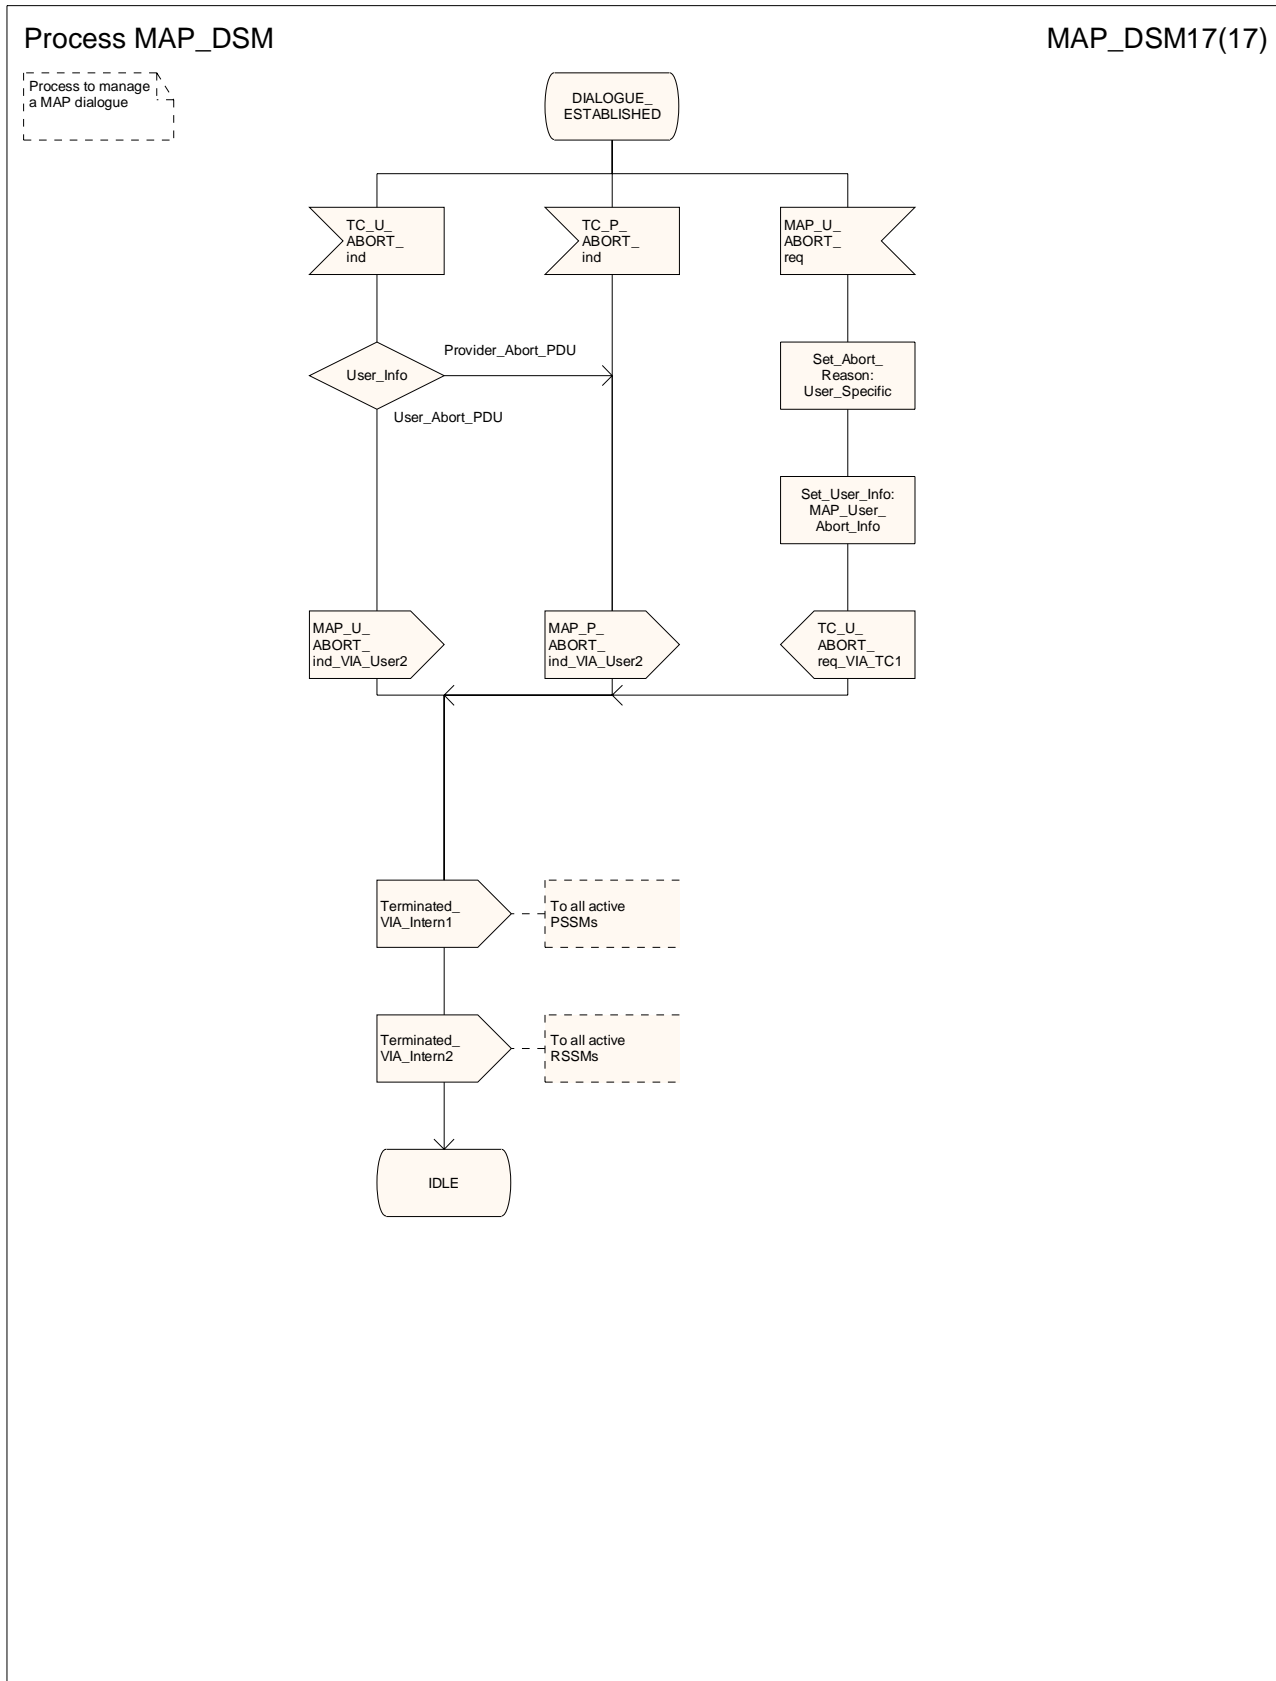 Process MAP_DSM
MAP_DSM17(17)
Process to manage
a MAP dialogue
DIALOGUE_
ESTABLISHED
TC_U_
ABORT_
ind
TC_P_
ABORT_
ind
MAP_U_
ABORT_
req
User_Info
Provider_Abort_PDU
User_Abort_PDU
Set_Abort_
Reason:
User_Specific
Set_User_Info:
MAP_User_
Abort_Info
MAP_U_
ABORT_
ind_VIA_User2
MAP_P_
ABORT_
ind_VIA_User2
TC_U_
ABORT_
req_VIA_TC1
Terminated_
VIA_Intern1
To all active
PSSMs
Terminated_
VIA_Intern2
To all active
RSSMs
IDLE